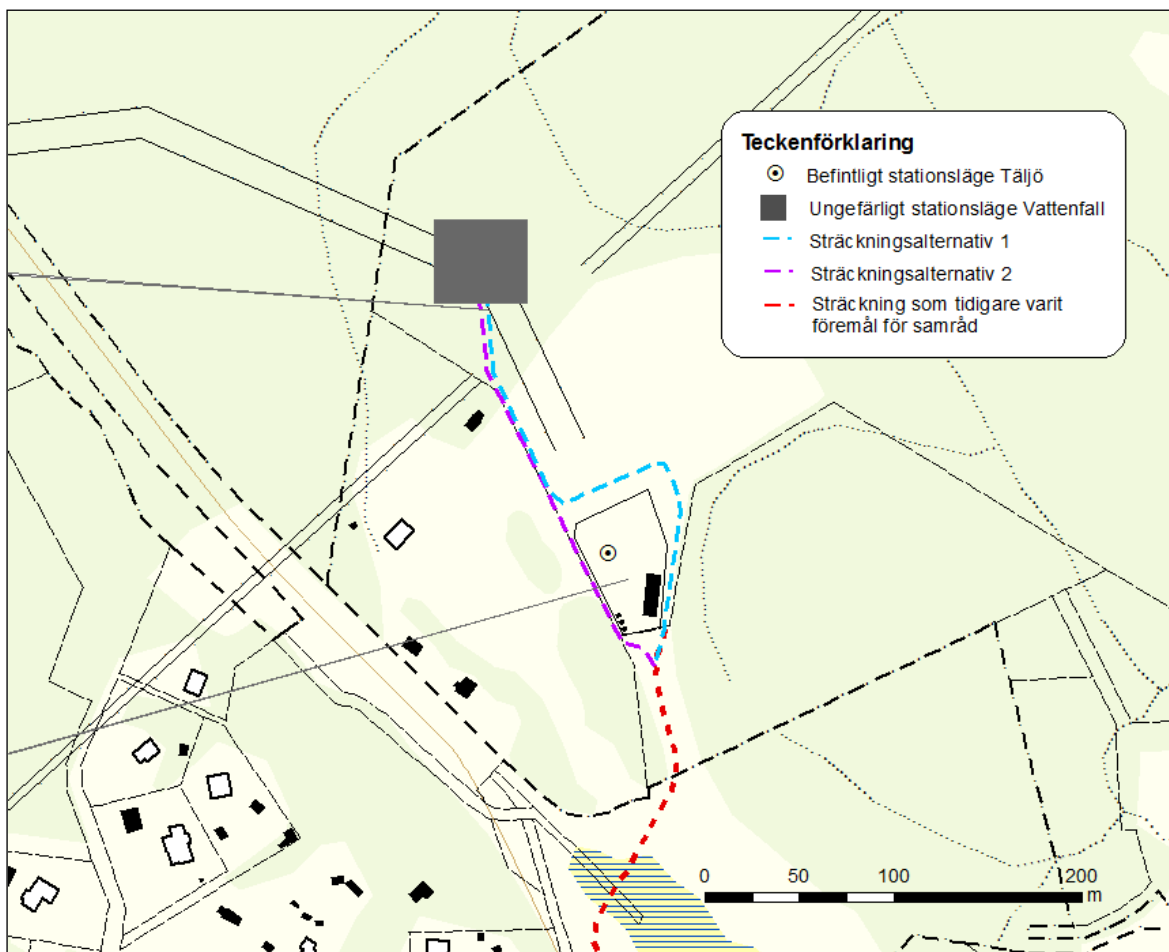 Teckenförklaring
Befintligt stationsläge Täljö
Ungefärligt stationsläge Vattenfall
Sträckningsalternativ 1
Sträckningsalternativ 2
Sträckning som tidigare varit
föremål för samråd
0 50 100 200
m